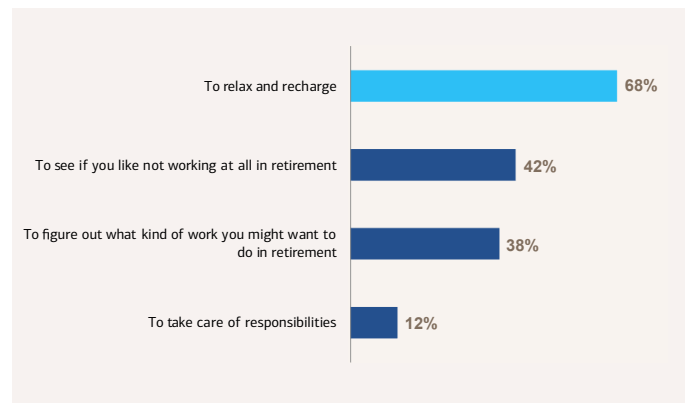 To relax and recharge
68%
To see if you like not working at all in retirement
42%
To figure out what kind of work you might want to
do in retirement
38%
To take care of responsibilities
12%